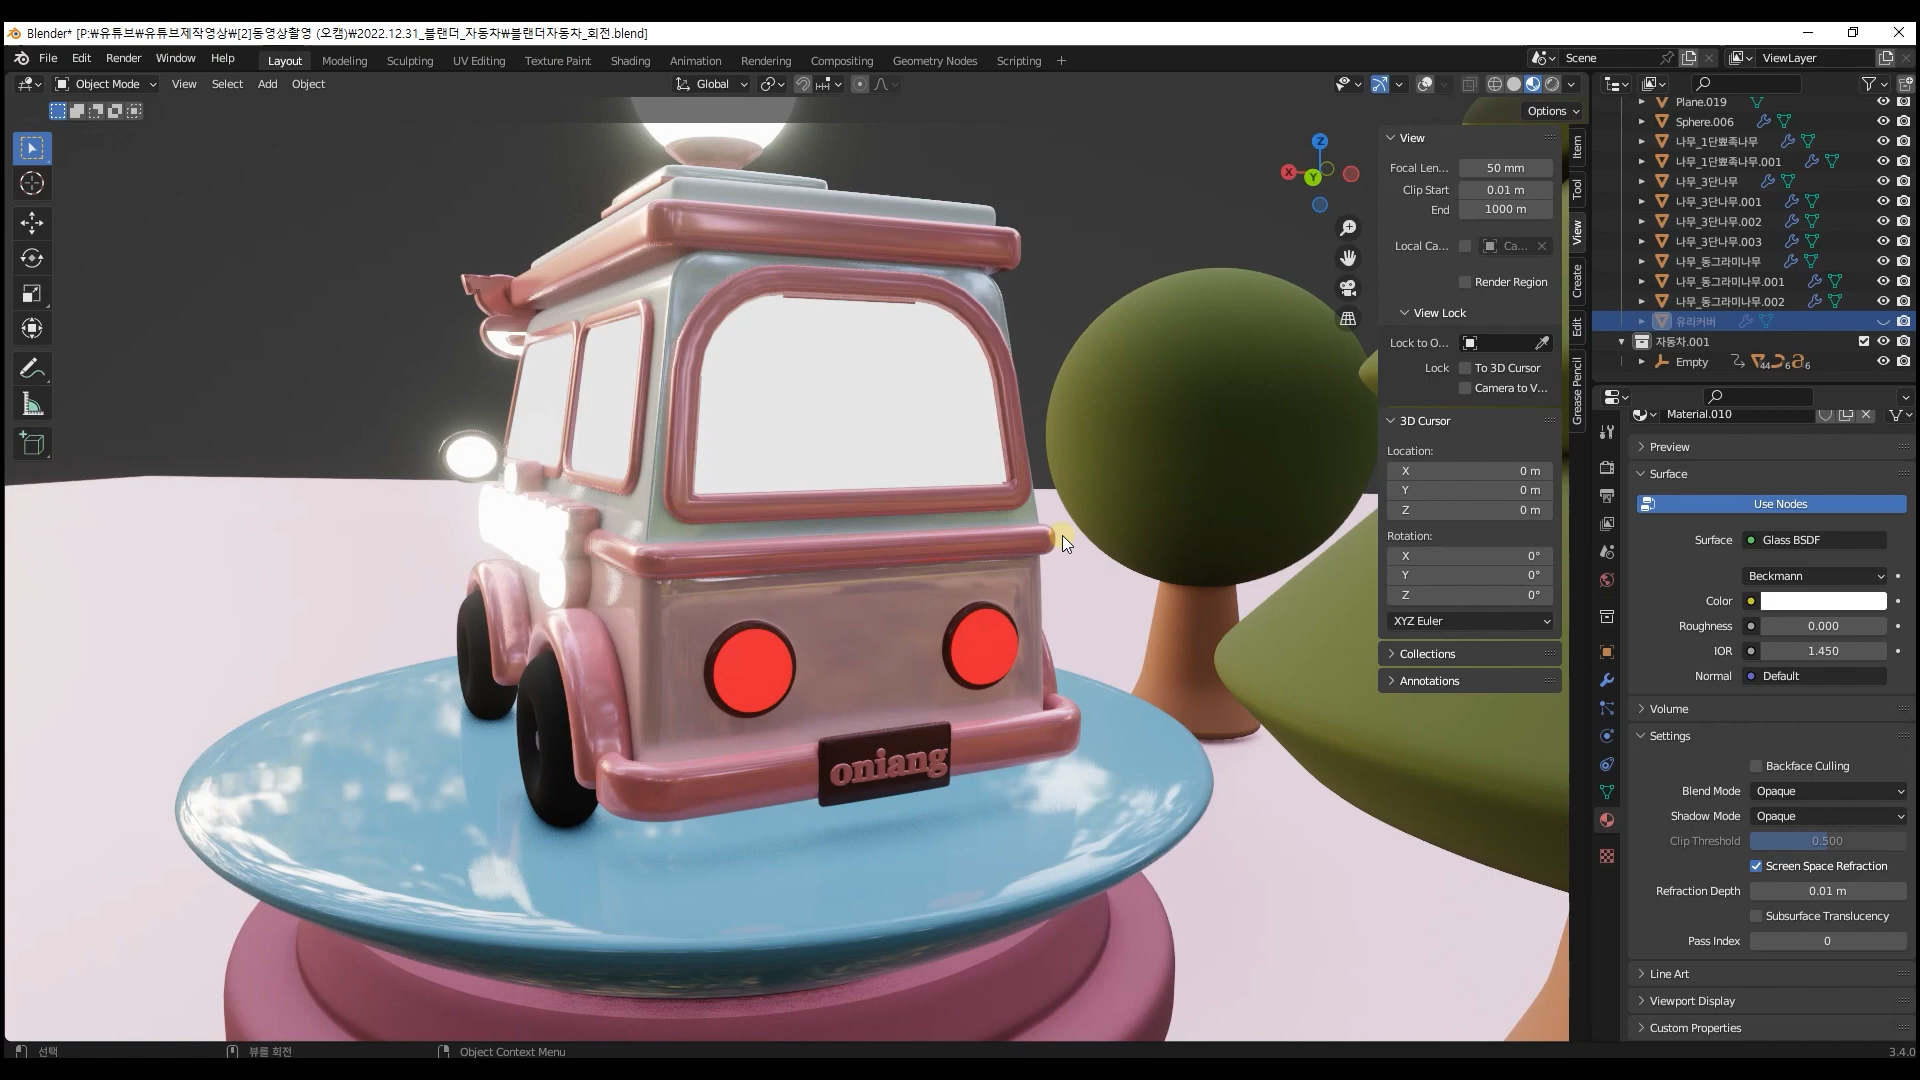 Blender* [P:₩유튜브₩유튜브제작영상₩[2]동영상촬영 (오캠)₩2022.12.31_블랜더_자동차₩블랜더자동차_회전.blend]
File Edit Render Window Help Layout Modeling Sculpting UV Editing Texture Paint Shading Animation Rendering Compositing Geometry Nodes Scripting + Scene ViewLayer
Object Mode View Select Add Object Global
Options
Plane.019
Sphere.006
나무_1단뾰족나무
나무_1단뾰족나무.001
나무_3단나무
나무_3단나무.001
나무_3단나무.002
나무_3단나무.003
나무_동그라미나무
나무_동그라미나무.001
나무_동그라미나무.002
유리커버
자동차.001
Empty 44 6 6
Z
X
Y
View
Focal Len... 50 mm
Clip Start 0.01 m
End 1000 m
Local Ca... Ca...
Render Region
View Lock
Lock to O...
Lock To 3D Cursor
Camera to V...
3D Cursor
Location:
X 0 m
Y 0 m
Z 0 m
Rotation:
X 0°
Y 0°
Z 0°
XYZ Euler
Collections
Annotations
Item
Tool
View
Create
Edit
Grease Pencil
Material.010
Preview
Surface
Use Nodes
Surface Glass BSDF
Beckmann
Color
Roughness 0.000
IOR 1.450
Normal Default
Volume
Settings
Backface Culling
Blend Mode Opaque
Shadow Mode Opaque
Clip Threshold 0.500
Screen Space Refraction
Refraction Depth 0.01 m
Subsurface Translucency
Pass Index 0
Line Art
Viewport Display
Custom Properties
oniang
선택 뷰를 회전 Object Context Menu 3.4.0